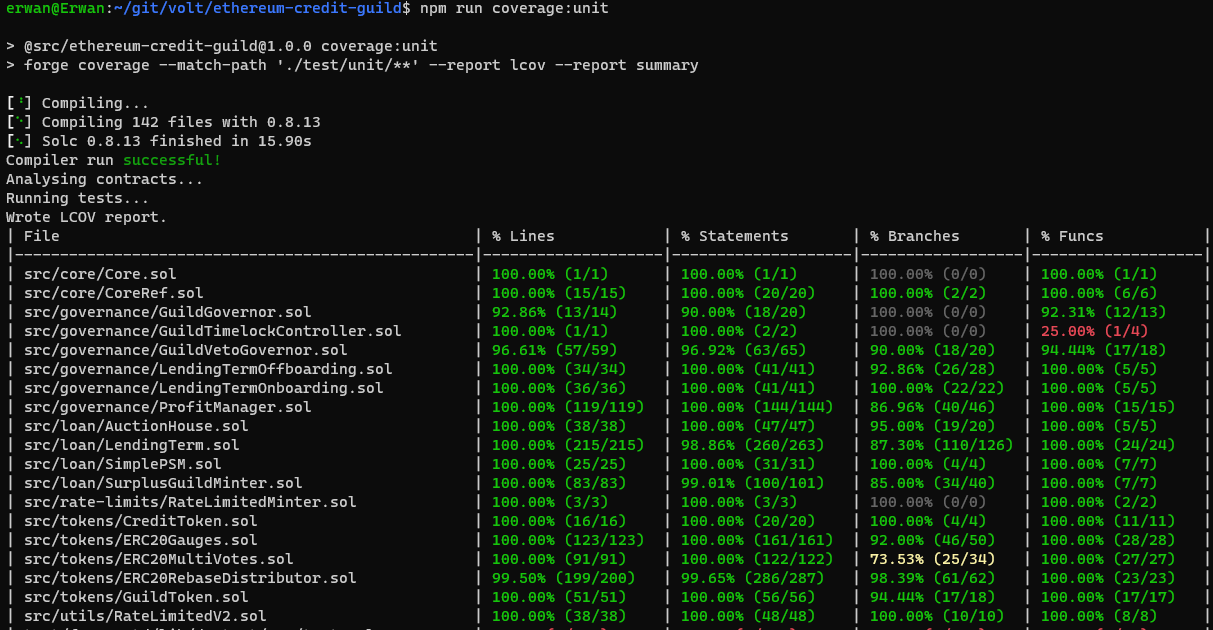 erwan@Erwan:~/git/volt/ethereum-credit-guild$ npm run coverage:unit
> @src/ethereum-credit-guild@1.0.0 coverage:unit
> forge coverage --match-path './test/unit/**' --report lcov --report summary
[⠃] Compiling...
[⠑] Compiling 142 files with 0.8.13
[⠢] Solc 0.8.13 finished in 15.90s
Compiler run successful!
Analysing contracts...
Running tests...
Wrote LCOV report.
| File | % Lines | % Statements | % Branches | % Funcs |
|--------------------------------------------------|--------------------|--------------------|------------------|------------------|
| src/core/Core.sol | 100.00% (1/1) | 100.00% (1/1) | 100.00% (0/0) | 100.00% (1/1) |
| src/core/CoreRef.sol | 100.00% (15/15) | 100.00% (20/20) | 100.00% (2/2) | 100.00% (6/6) |
| src/governance/GuildGovernor.sol | 92.86% (13/14) | 90.00% (18/20) | 100.00% (0/0) | 92.31% (12/13) |
| src/governance/GuildTimelockController.sol | 100.00% (1/1) | 100.00% (2/2) | 100.00% (0/0) | 25.00% (1/4) |
| src/governance/GuildVetoGovernor.sol | 96.61% (57/59) | 96.92% (63/65) | 90.00% (18/20) | 94.44% (17/18) |
| src/governance/LendingTermOffboarding.sol | 100.00% (34/34) | 100.00% (41/41) | 92.86% (26/28) | 100.00% (5/5) |
| src/governance/LendingTermOnboarding.sol | 100.00% (36/36) | 100.00% (41/41) | 100.00% (22/22) | 100.00% (5/5) |
| src/governance/ProfitManager.sol | 100.00% (119/119) | 100.00% (144/144) | 86.96% (40/46) | 100.00% (15/15) |
| src/loan/AuctionHouse.sol | 100.00% (38/38) | 100.00% (47/47) | 95.00% (19/20) | 100.00% (5/5) |
| src/loan/LendingTerm.sol | 100.00% (215/215) | 98.86% (260/263) | 87.30% (110/126) | 100.00% (24/24) |
| src/loan/SimplePSM.sol | 100.00% (25/25) | 100.00% (31/31) | 100.00% (4/4) | 100.00% (7/7) |
| src/loan/SurplusGuildMinter.sol | 100.00% (83/83) | 99.01% (100/101) | 85.00% (34/40) | 100.00% (7/7) |
| src/rate-limits/RateLimitedMinter.sol | 100.00% (3/3) | 100.00% (3/3) | 100.00% (0/0) | 100.00% (2/2) |
| src/tokens/CreditToken.sol | 100.00% (16/16) | 100.00% (20/20) | 100.00% (4/4) | 100.00% (11/11) |
| src/tokens/ERC20Gauges.sol | 100.00% (123/123) | 100.00% (161/161) | 92.00% (46/50) | 100.00% (28/28) |
| src/tokens/ERC20MultiVotes.sol | 100.00% (91/91) | 100.00% (122/122) | 73.53% (25/34) | 100.00% (27/27) |
| src/tokens/ERC20RebaseDistributor.sol | 99.50% (199/200) | 99.65% (286/287) | 98.39% (61/62) | 100.00% (23/23) |
| src/tokens/GuildToken.sol | 100.00% (51/51) | 100.00% (56/56) | 94.44% (17/18) | 100.00% (17/17) |
| src/utils/RateLimitedV2.sol | 100.00% (38/38) | 100.00% (48/48) | 100.00% (10/10) | 100.00% (8/8) |